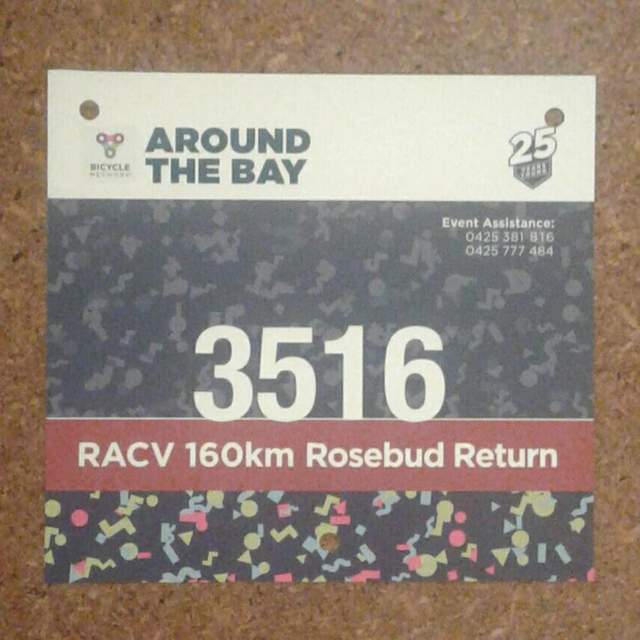 AROUND
THE BAY
BICYCLE
NETWORK
25
YEARS
Event Assistance:
0425 381 816
0425 777 484
3516
RACV 160km Rosebud Return